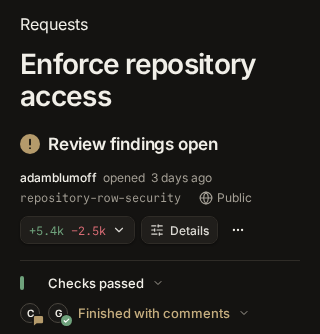 Requests
Enforce repository
access
! Review findings open
adamblumoff opened 3 days ago
repository-row-security Public
+5.4k −2.5k Details ···
Checks passed
C G Finished with comments